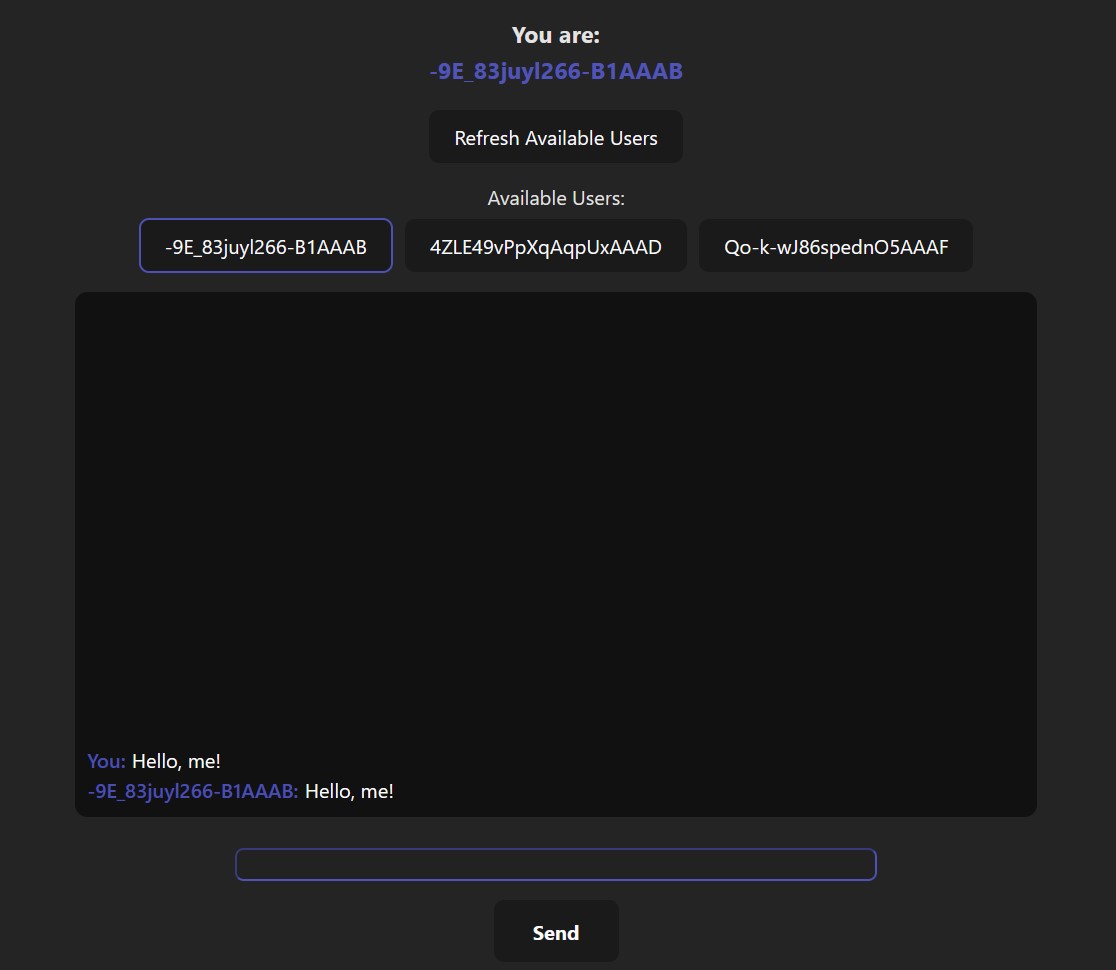 You are:
-9E_83juyl266-B1AAAB
Refresh Available Users
Available Users:
-9E_83juyl266-B1AAAB 4ZLE49vPpXqAqpUxAAAD Qo-k-wJ86spednO5AAAF
You: Hello, me!
-9E_83juyl266-B1AAAB: Hello, me!
Send